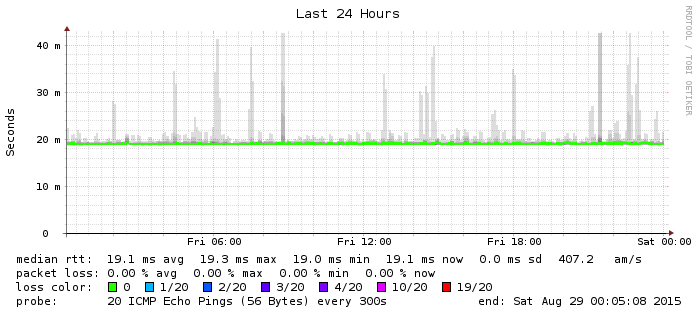 Last 24 Hours
RRDTOOL / TOBI OETIKER
Seconds
40 m
30 m
20 m
10 m
0
Fri 06:00 Fri 12:00 Fri 18:00 Sat 00:00
median rtt: 19.1 ms avg 19.3 ms max 19.0 ms min 19.1 ms now 0.0 ms sd 407.2 am/s
packet loss: 0.00 % avg 0.00 % max 0.00 % min 0.00 % now
loss color: 0 1/20 2/20 3/20 4/20 10/20 19/20
probe: 20 ICMP Echo Pings (56 Bytes) every 300s end: Sat Aug 29 00:05:08 2015